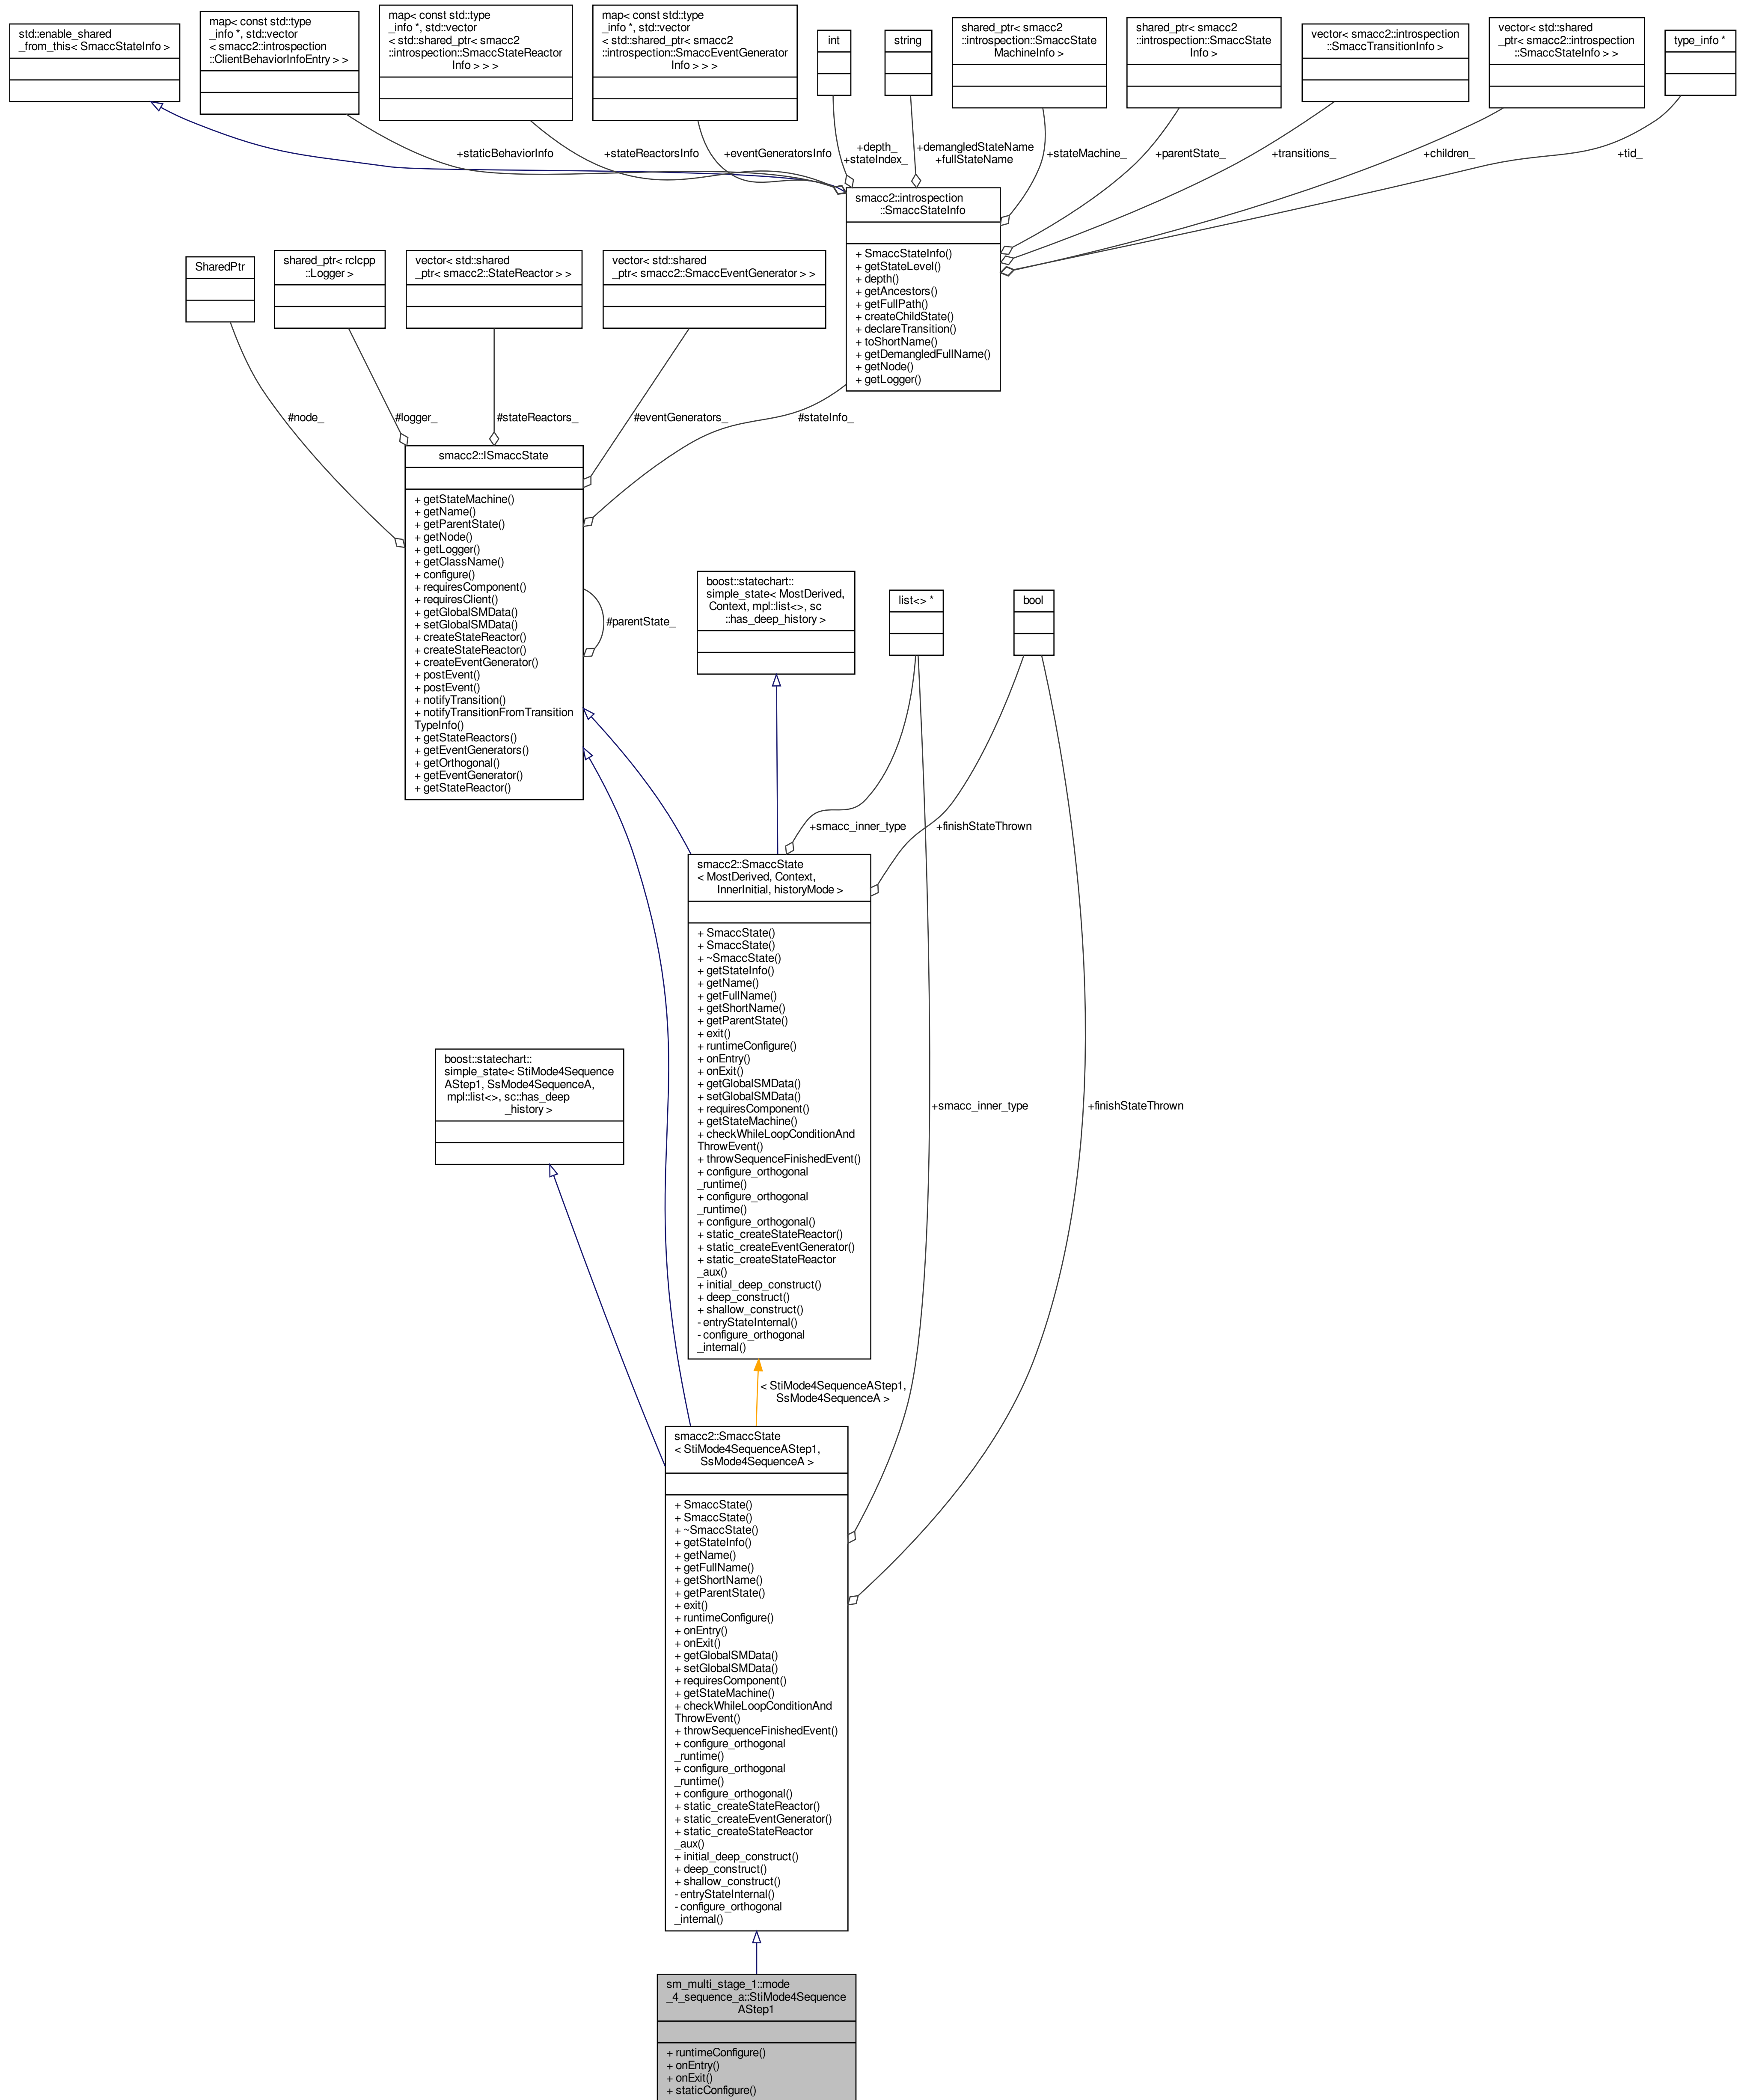 std::enable_shared
_from_this< SmaccStateInfo >
map< const std::type
_info *, std::vector
< smacc2::introspection
::ClientBehaviorInfoEntry > >
map< const std::type
_info *, std::vector
< std::shared_ptr< smacc2
::introspection::SmaccStateReactor
Info > > >
map< const std::type
_info *, std::vector
< std::shared_ptr< smacc2
::introspection::SmaccEventGenerator
Info > > >
int
string
shared_ptr< smacc2
::introspection::SmaccState
MachineInfo >
shared_ptr< smacc2
::introspection::SmaccState
Info >
vector< smacc2::introspection
::SmaccTransitionInfo >
vector< std::shared
_ptr< smacc2::introspection
::SmaccStateInfo > >
type_info *
+staticBehaviorInfo
+stateReactorsInfo
+eventGeneratorsInfo
+depth_
+stateIndex_
+demangledStateName
+fullStateName
+stateMachine_
+parentState_
+transitions_
+children_
+tid_
smacc2::introspection
::SmaccStateInfo
+ SmaccStateInfo()
+ getStateLevel()
+ depth()
+ getAncestors()
+ getFullPath()
+ createChildState()
+ declareTransition()
+ toShortName()
+ getDemangledFullName()
+ getNode()
+ getLogger()
SharedPtr
shared_ptr< rclcpp
::Logger >
vector< std::shared
_ptr< smacc2::StateReactor > >
vector< std::shared
_ptr< smacc2::SmaccEventGenerator > >
#node_
#logger_
#stateReactors_
#eventGenerators_
#stateInfo_
smacc2::ISmaccState
+ getStateMachine()
+ getName()
+ getParentState()
+ getNode()
+ getLogger()
+ getClassName()
+ configure()
+ requiresComponent()
+ requiresClient()
+ getGlobalSMData()
+ setGlobalSMData()
+ createStateReactor()
+ createStateReactor()
+ createEventGenerator()
+ postEvent()
+ postEvent()
+ notifyTransition()
+ notifyTransitionFromTransition
TypeInfo()
+ getStateReactors()
+ getEventGenerators()
+ getOrthogonal()
+ getEventGenerator()
+ getStateReactor()
#parentState_
boost::statechart::
simple_state< MostDerived,
Context, mpl::list<>, sc
::has_deep_history >
list<> *
bool
+smacc_inner_type
+finishStateThrown
smacc2::SmaccState
< MostDerived, Context,
InnerInitial, historyMode >
+ SmaccState()
+ SmaccState()
+ ~SmaccState()
+ getStateInfo()
+ getName()
+ getFullName()
+ getShortName()
+ getParentState()
+ exit()
+ runtimeConfigure()
+ onEntry()
+ onExit()
+ getGlobalSMData()
+ setGlobalSMData()
+ requiresComponent()
+ getStateMachine()
+ checkWhileLoopConditionAnd
ThrowEvent()
+ throwSequenceFinishedEvent()
+ configure_orthogonal
_runtime()
+ configure_orthogonal
_runtime()
+ configure_orthogonal()
+ static_createStateReactor()
+ static_createEventGenerator()
+ static_createStateReactor
_aux()
+ initial_deep_construct()
+ deep_construct()
+ shallow_construct()
- entryStateInternal()
- configure_orthogonal
_internal()
boost::statechart::
simple_state< StiMode4Sequence
AStep1, SsMode4SequenceA,
mpl::list<>, sc::has_deep
_history >
+smacc_inner_type
+finishStateThrown
< StiMode4SequenceAStep1,
SsMode4SequenceA >
smacc2::SmaccState
< StiMode4SequenceAStep1,
SsMode4SequenceA >
+ SmaccState()
+ SmaccState()
+ ~SmaccState()
+ getStateInfo()
+ getName()
+ getFullName()
+ getShortName()
+ getParentState()
+ exit()
+ runtimeConfigure()
+ onEntry()
+ onExit()
+ getGlobalSMData()
+ setGlobalSMData()
+ requiresComponent()
+ getStateMachine()
+ checkWhileLoopConditionAnd
ThrowEvent()
+ throwSequenceFinishedEvent()
+ configure_orthogonal
_runtime()
+ configure_orthogonal
_runtime()
+ configure_orthogonal()
+ static_createStateReactor()
+ static_createEventGenerator()
+ static_createStateReactor
_aux()
+ initial_deep_construct()
+ deep_construct()
+ shallow_construct()
- entryStateInternal()
- configure_orthogonal
_internal()
sm_multi_stage_1::mode
_4_sequence_a::StiMode4Sequence
AStep1
+ runtimeConfigure()
+ onEntry()
+ onExit()
+ staticConfigure()